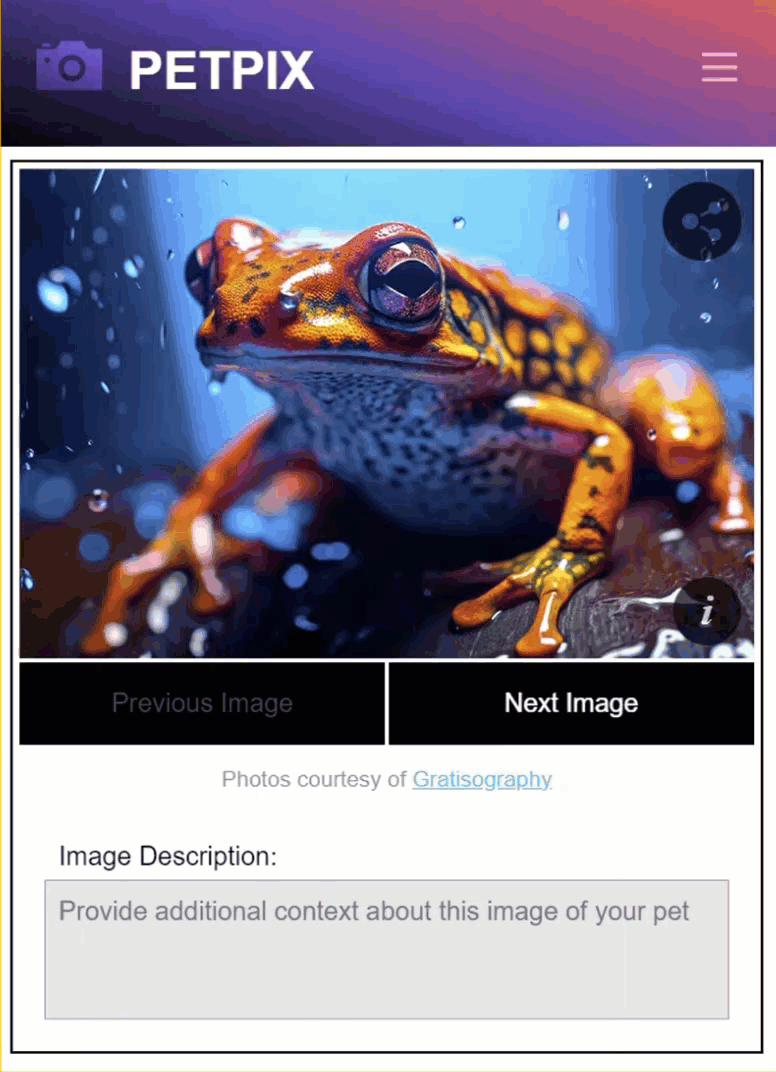 PETPIX
i
Previous Image
Next Image
Photos courtesy of Gratisography
Image Description:
Provide additional context about this image of your pet